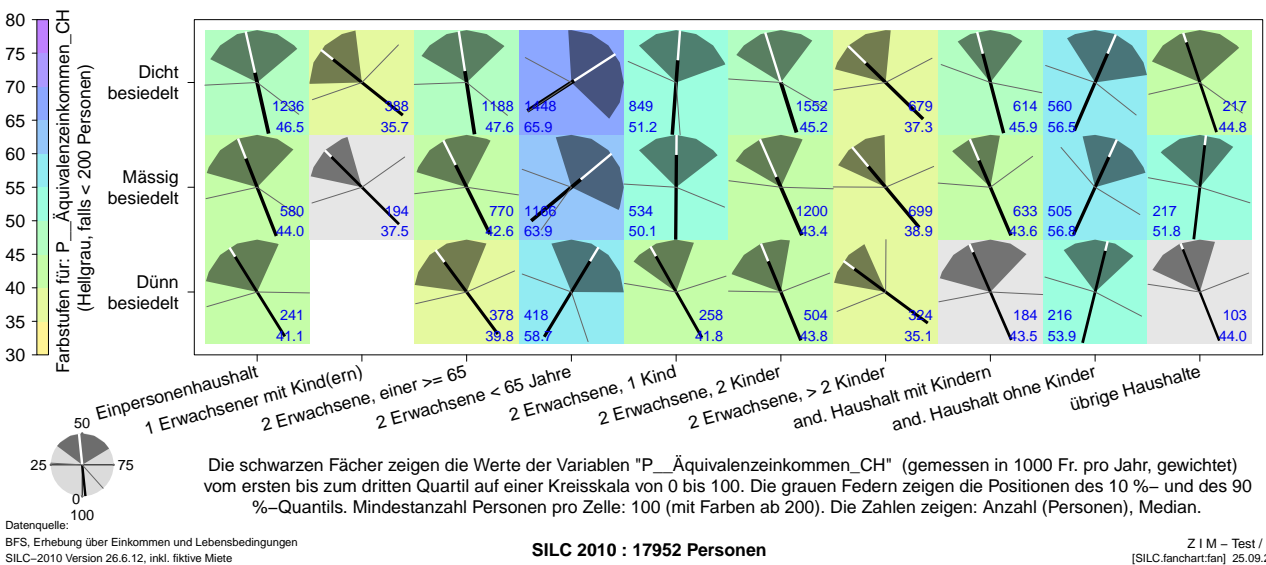 80
75
70
65
60
55
50
45
40
35
30
Farbstufen für: P__Äquivalenzeinkommen_CH
(Hellgrau, falls < 200 Personen)
Dicht
besiedelt
1236 388 1188 1448 849 1552 679 614 560 217
46.5 35.7 47.6 65.9 51.2 45.2 37.3 45.9 56.5 44.8
Mässig
besiedelt
580 194 770 1186 534 1200 699 633 505 217
44.0 37.5 42.6 63.9 50.1 43.4 38.9 43.6 56.8 51.8
Dünn
besiedelt
241 378 418 258 504 324 184 216 103
41.1 39.8 58.7 41.8 43.8 35.1 43.5 53.9 44.0
Einpersonenhaushalt
1 Erwachsener mit Kind(ern)
2 Erwachsene, einer >= 65
2 Erwachsene < 65 Jahre
2 Erwachsene, 1 Kind
2 Erwachsene, 2 Kinder
2 Erwachsene, > 2 Kinder
and. Haushalt mit Kindern
and. Haushalt ohne Kinder
übrige Haushalte
50
25 75
0
100
Die schwarzen Fächer zeigen die Werte der Variablen "P__Äquivalenzeinkommen_CH" (gemessen in 1000 Fr. pro Jahr, gewichtet)
vom ersten bis zum dritten Quartil auf einer Kreisskala von 0 bis 100. Die grauen Federn zeigen die Positionen des 10 %− und des 90
%−Quantils. Mindestanzahl Personen pro Zelle: 100 (mit Farben ab 200). Die Zahlen zeigen: Anzahl (Personen), Median.
Datenquelle:
BFS, Erhebung über Einkommen und Lebensbedingungen
SILC−2010 Version 26.6.12, inkl. fiktive Miete
SILC 2010 : 17952 Personen
Z I M − Test /
[SILC.fanchart:fan] 25.09.2